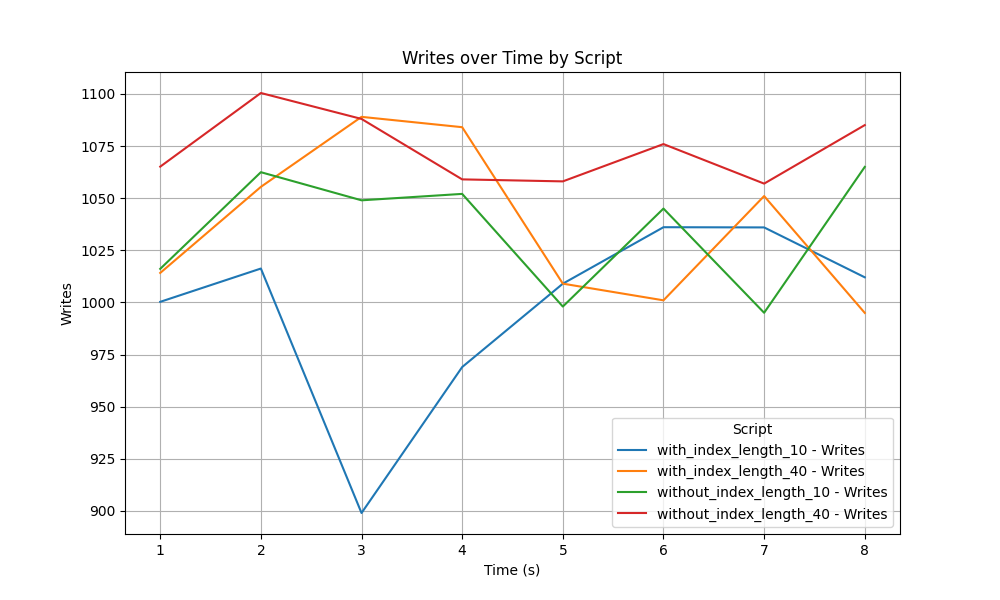 Writes over Time by Script
Writes
1100
1075
1050
1025
1000
975
950
925
900
Script
with_index_length_10 - Writes
with_index_length_40 - Writes
without_index_length_10 - Writes
without_index_length_40 - Writes
1 2 3 4 5 6 7 8
Time (s)